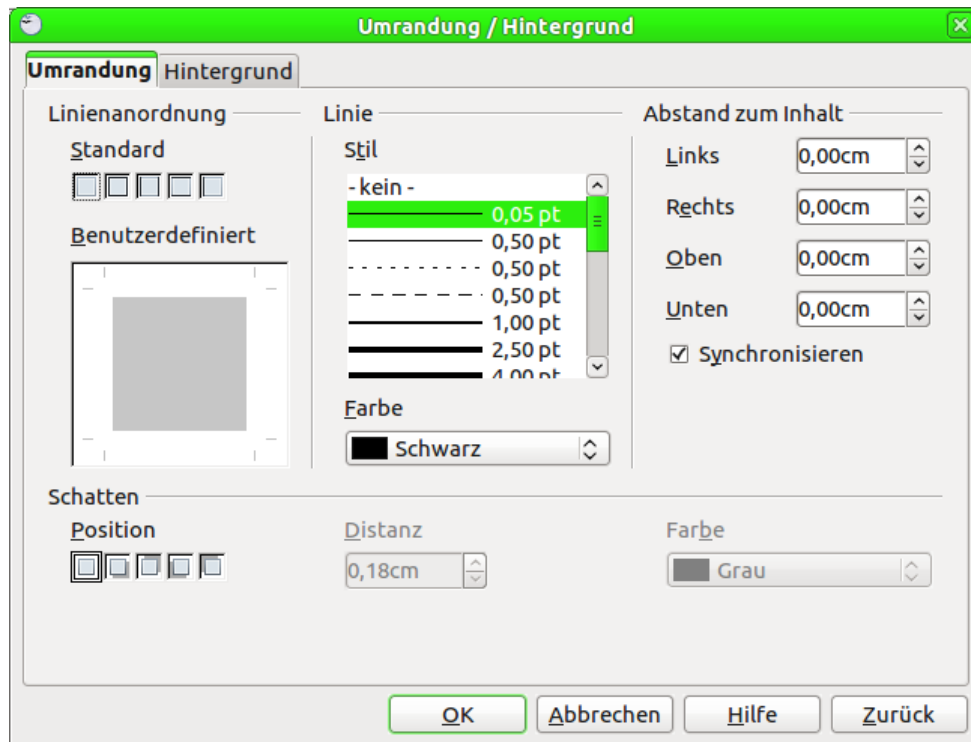 Umrandung / Hintergrund
Umrandung Hintergrund
Linienanordnung
Standard
Benutzerdefiniert
Linie
Stil
- kein -
0,05 pt
0,50 pt
0,50 pt
0,50 pt
1,00 pt
2,50 pt
4,00 pt
Farbe
Schwarz
Abstand zum Inhalt
Links 0,00cm
Rechts 0,00cm
Oben 0,00cm
Unten 0,00cm
Synchronisieren
Schatten
Position
Distanz
0,18cm
Farbe
Grau
OK Abbrechen Hilfe Zurück